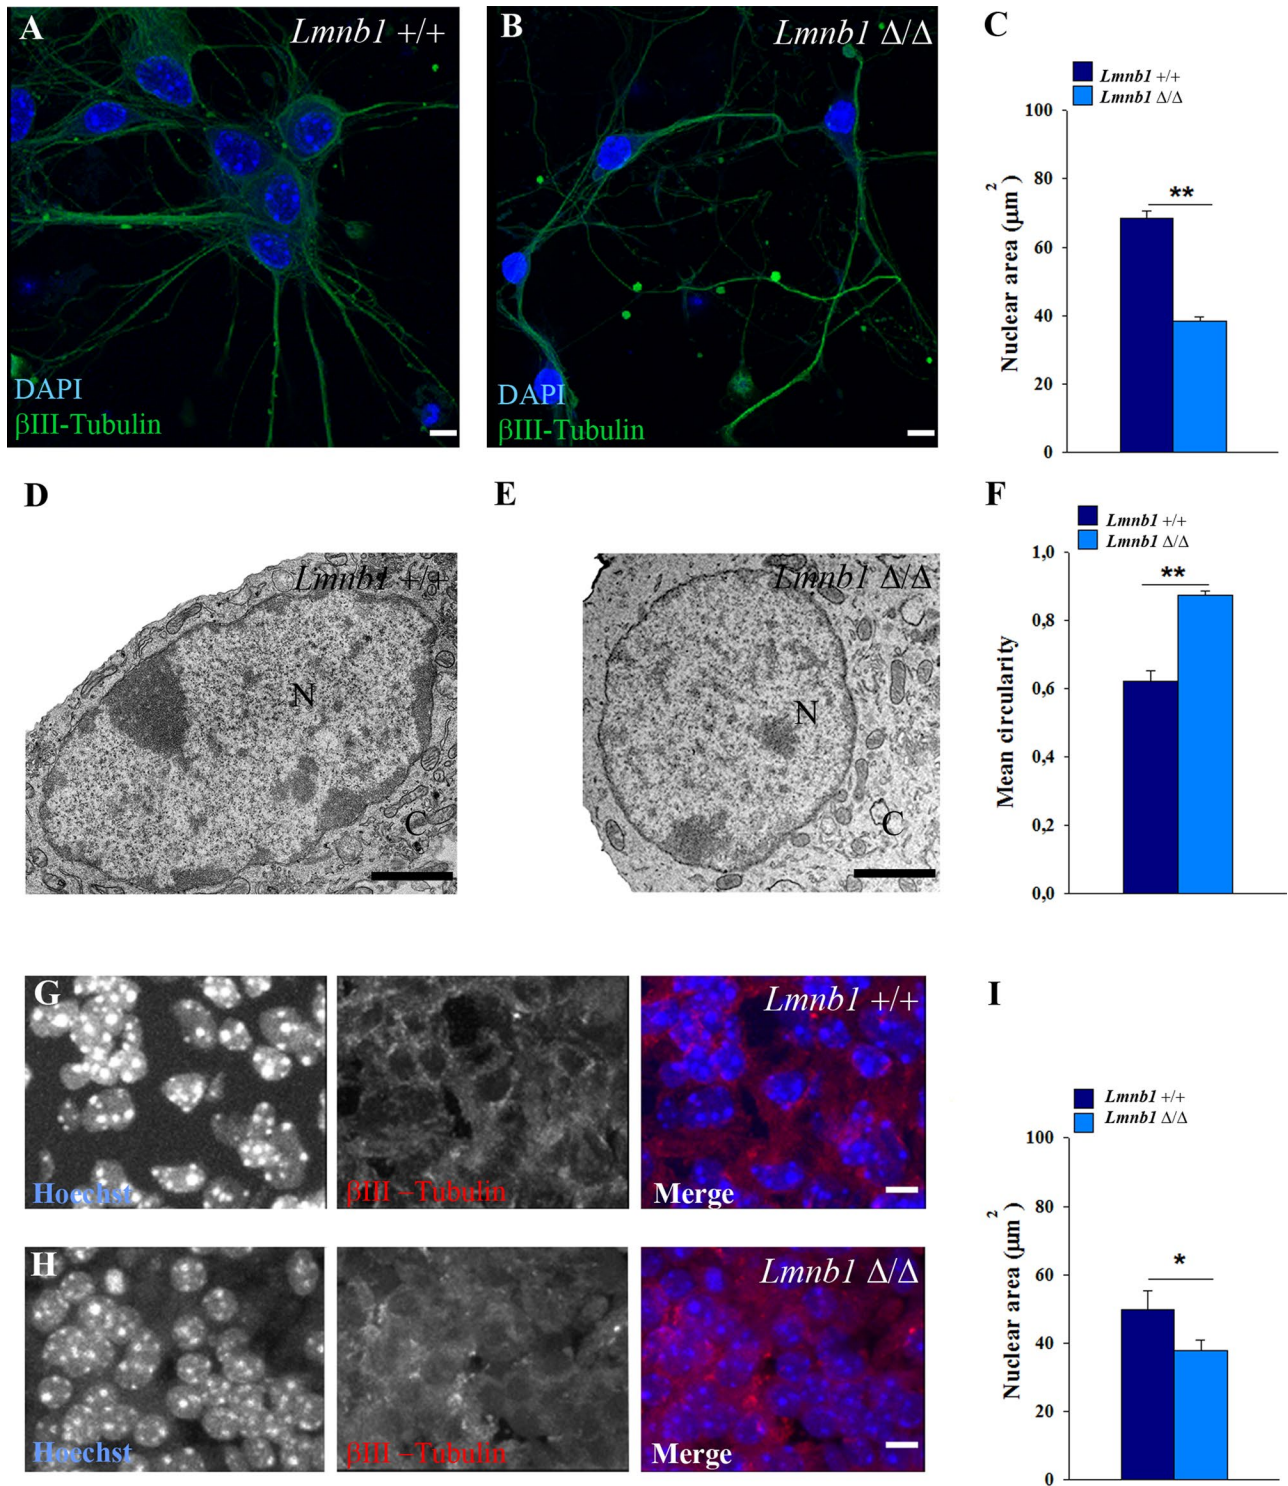 A
Lmnb1 +/+
DAPI
βIII-Tubulin
B
Lmnb1 Δ/Δ
DAPI
βIII-Tubulin
C
Lmnb1 +/+
Lmnb1 Δ/Δ
Nuclear area (μm²)
100
80
60
40
20
0
**
D
Lmnb1 +/+
N
C
E
Lmnb1 Δ/Δ
N
C
F
Lmnb1 +/+
Lmnb1 Δ/Δ
Mean circularity
1,0
0,8
0,6
0,4
0,2
0,0
**
G
Hoechst
βIII –Tubulin
Lmnb1 +/+
Merge
H
Hoechst
βIII –Tubulin
Lmnb1 Δ/Δ
Merge
I
Lmnb1 +/+
Lmnb1 Δ/Δ
Nuclear area (μm²)
100
80
60
40
20
0
*